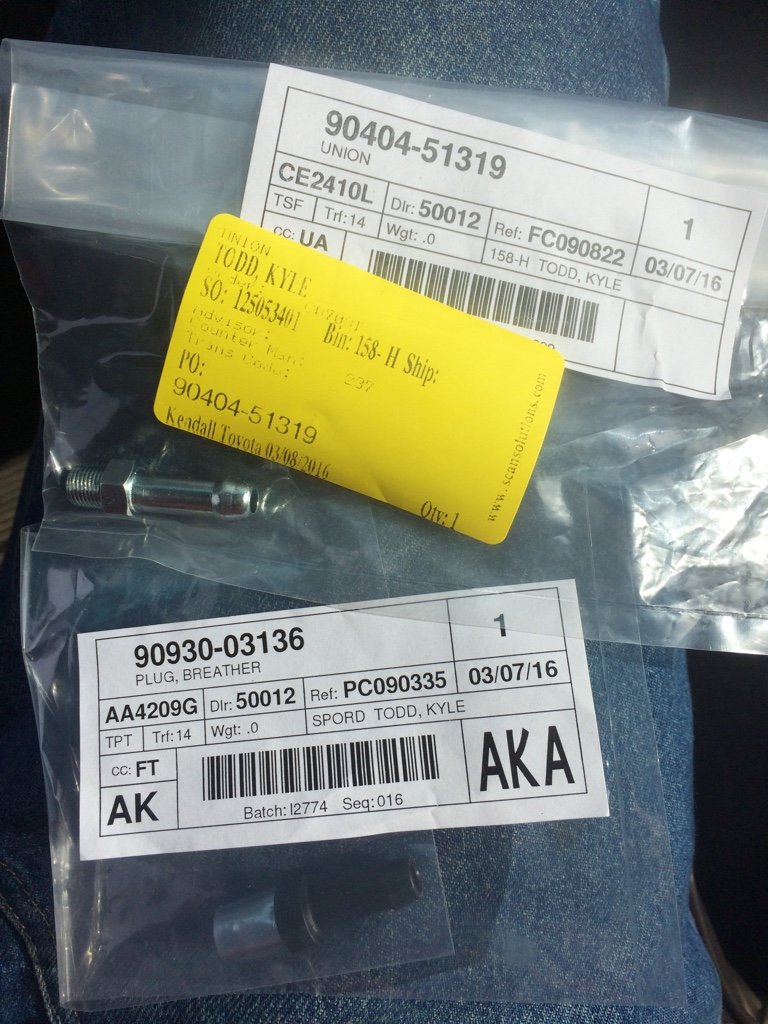 90404-51319
UNION
1
CE2410L
Dlr: 50012
Ref: FC090822
03/07/16
TSF
Trf: 14
Wgt: .0
158-H TODD, KYLE
CC: UA
UNION
TODD, KYLE
SO: 125053401
Bin: 158- H Ship:
Advisor:
Counter Man:
Trans Code:
237
PO:
90404-51319
Kendall Toyota 03/08/2016
Qty: 1
www.scansolutions.com
90930-03136
PLUG, BREATHER
1
AA4209G
Dlr: 50012
Ref: PC090335
03/07/16
TPT
Trf: 14
Wgt: .0
SPORD TODD, KYLE
CC: FT
AK
Batch: I2774 Seq: 016
AKA